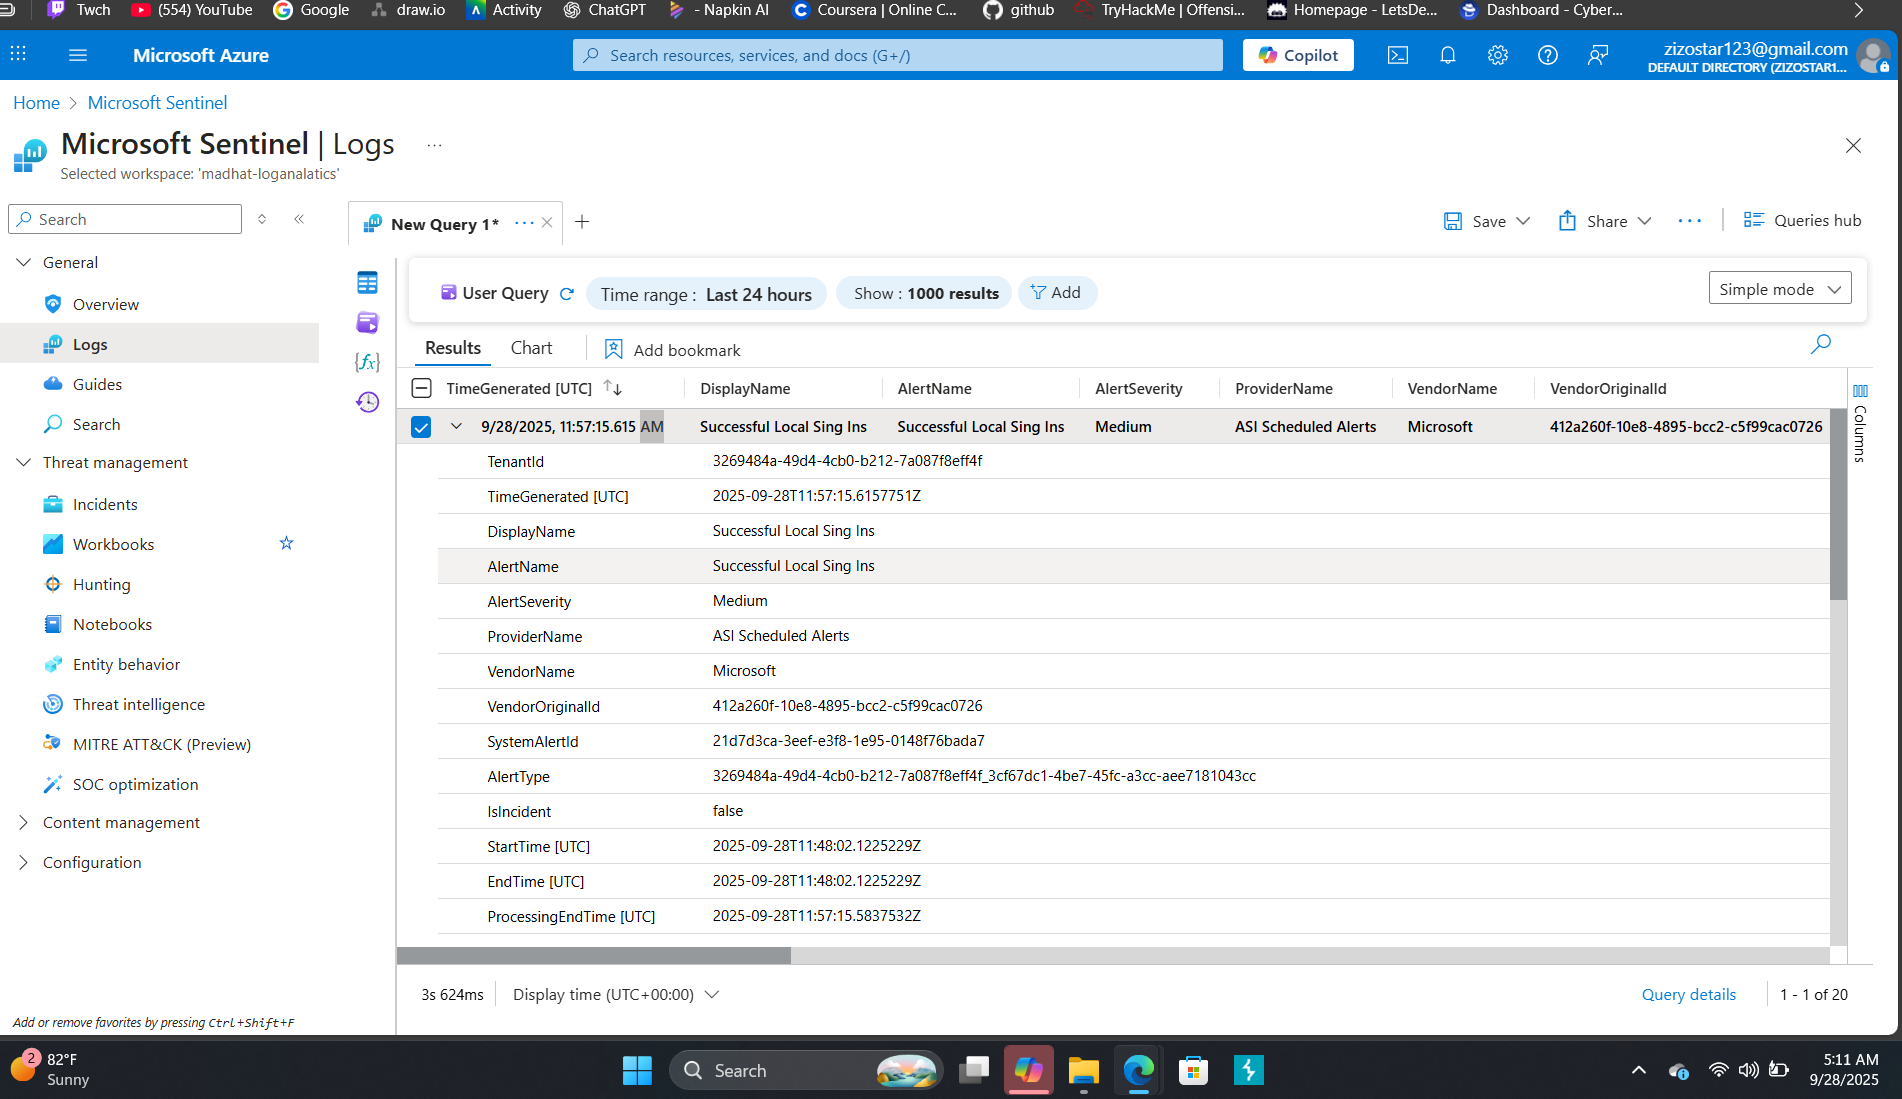 Twch
(554) YouTube
Google
draw.io
Activity
ChatGPT
- Napkin AI
Coursera | Online C...
github
TryHackMe | Offensi...
Homepage - LetsDe...
Dashboard - Cyber...
Microsoft Azure
Search resources, services, and docs (G+/)
Copilot
zizostar123@gmail.com
DEFAULT DIRECTORY (ZIZOSTAR1...
Home > Microsoft Sentinel
Microsoft Sentinel | Logs ...
Selected workspace: 'madhat-loganalatics'
Search
General
Overview
Logs
Guides
Search
Threat management
Incidents
Workbooks
Hunting
Notebooks
Entity behavior
Threat intelligence
MITRE ATT&CK (Preview)
SOC optimization
Content management
Configuration
Add or remove favorites by pressing Ctrl+Shift+F
New Query 1* ...
Save
Share
...
Queries hub
User Query
Time range : Last 24 hours
Show : 1000 results
Add
Simple mode
Results
Chart
Add bookmark
TimeGenerated [UTC] DisplayName AlertName AlertSeverity ProviderName VendorName VendorOriginalId
9/28/2025, 11:57:15.615 AM Successful Local Sing Ins Successful Local Sing Ins Medium ASI Scheduled Alerts Microsoft 412a260f-10e8-4895-bcc2-c5f99cac0726
TenantId 3269484a-49d4-4cb0-b212-7a087f8eff4f
TimeGenerated [UTC] 2025-09-28T11:57:15.6157751Z
DisplayName Successful Local Sing Ins
AlertName Successful Local Sing Ins
AlertSeverity Medium
ProviderName ASI Scheduled Alerts
VendorName Microsoft
VendorOriginalId 412a260f-10e8-4895-bcc2-c5f99cac0726
SystemAlertId 21d7d3ca-3eef-e3f8-1e95-0148f76bada7
AlertType 3269484a-49d4-4cb0-b212-7a087f8eff4f_3cf67dc1-4be7-45fc-a3cc-aee7181043cc
IsIncident false
StartTime [UTC] 2025-09-28T11:48:02.1225229Z
EndTime [UTC] 2025-09-28T11:48:02.1225229Z
ProcessingEndTime [UTC] 2025-09-28T11:57:15.5837532Z
Columns
3s 624ms
Display time (UTC+00:00)
Query details
1 - 1 of 20
2
82°F
Sunny
Search
5:11 AM
9/28/2025